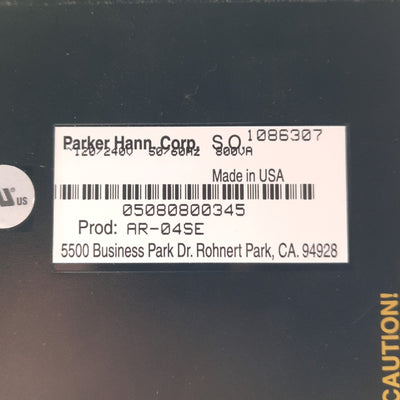 Parker Hann. Corp. S.O. 1086307
120/240V 50/60Hz 800VA
Made in USA
05080800345
Prod: AR-04SE
5500 Business Park Dr. Rohnert Park, CA. 94928
US
CAUTION!